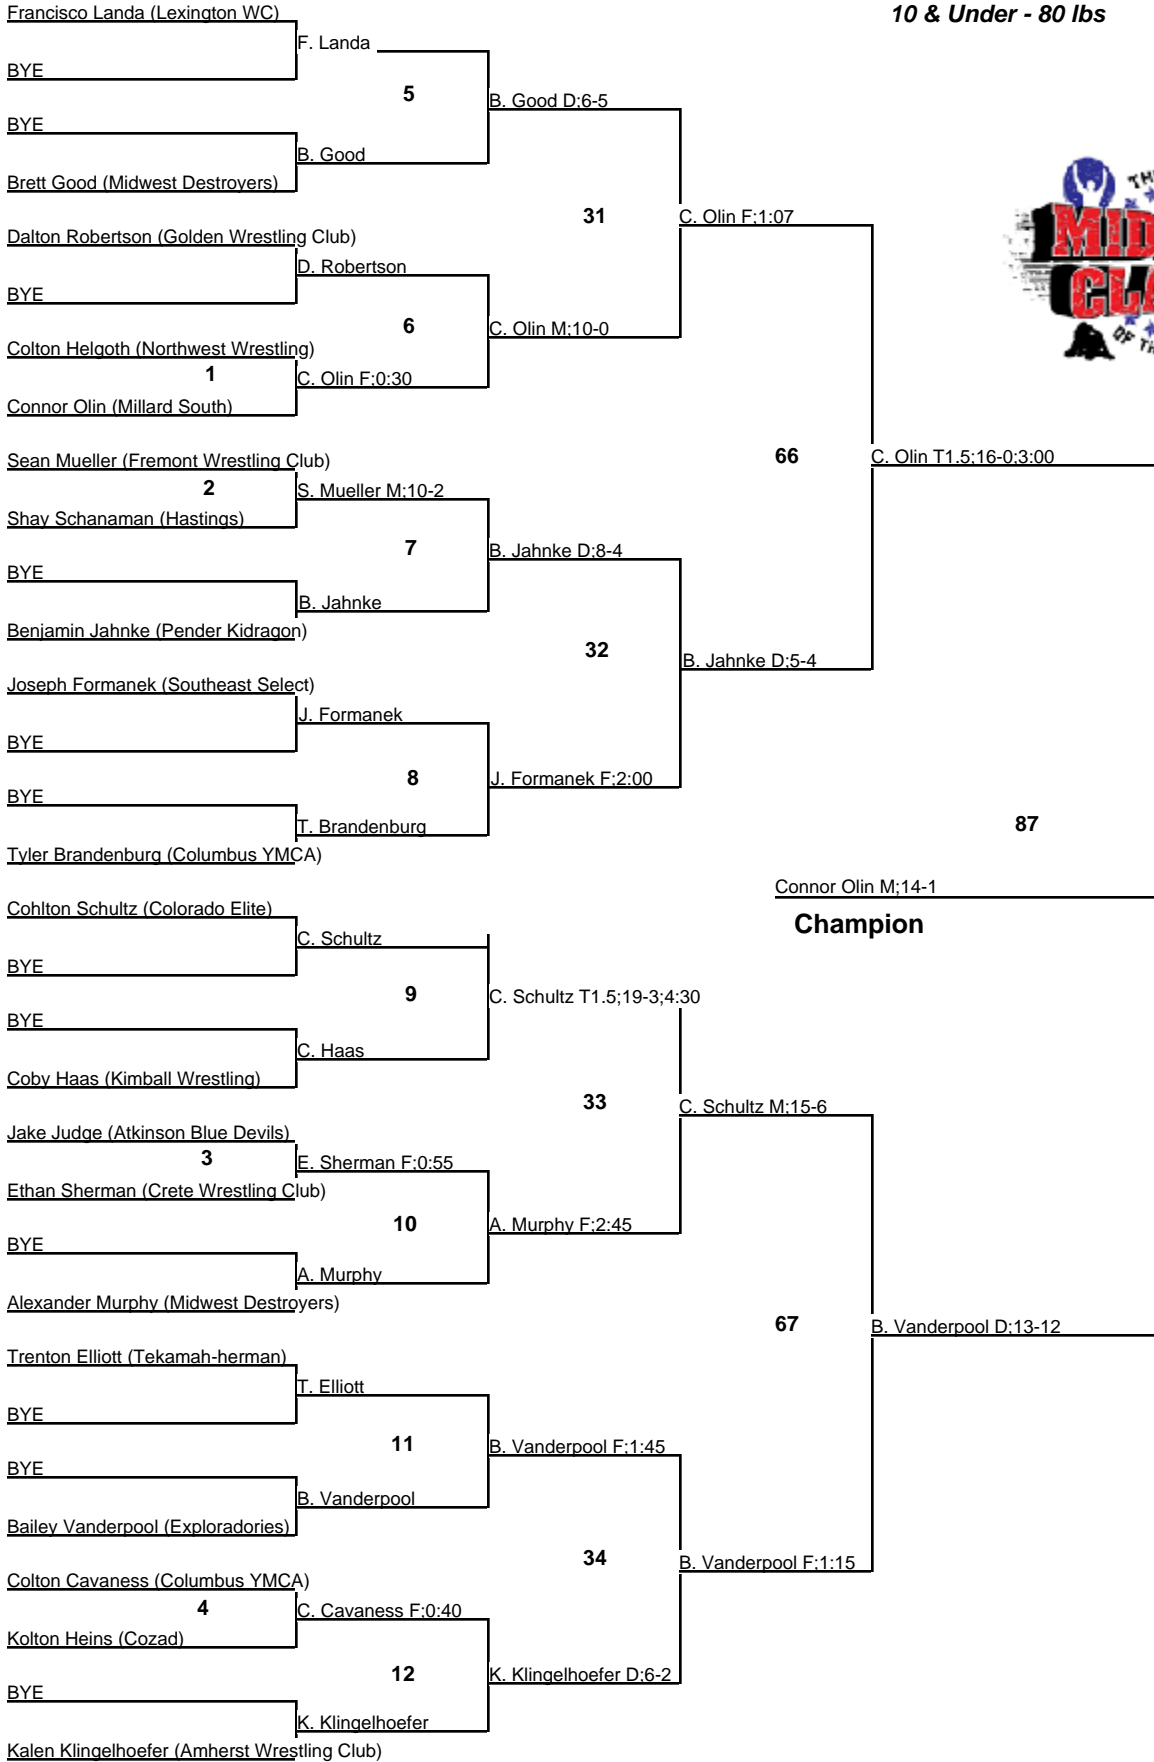 Francisco Landa (Lexington WC)
10 & Under - 80 lbs
F. Landa
BYE
5
B. Good D;6-5
BYE
B. Good
Brett Good (Midwest Destroyers)
31
C. Olin F;1:07
Dalton Robertson (Golden Wrestling Club)
D. Robertson
BYE
6
C. Olin M;10-0
Colton Helgoth (Northwest Wrestling)
1
C. Olin F;0:30
Connor Olin (Millard South)
66
C. Olin T1.5;16-0;3:00
Sean Mueller (Fremont Wrestling Club)
2
S. Mueller M;10-2
Shay Schanaman (Hastings)
7
B. Jahnke D;8-4
BYE
B. Jahnke
Benjamin Jahnke (Pender Kidragon)
32
B. Jahnke D;5-4
Joseph Formanek (Southeast Select)
J. Formanek
BYE
8
J. Formanek F;2:00
BYE
T. Brandenburg
Tyler Brandenburg (Columbus YMCA)
87
Connor Olin M;14-1
Champion
Cohlton Schultz (Colorado Elite)
C. Schultz
BYE
9
C. Schultz T1.5;19-3;4:30
BYE
C. Haas
Coby Haas (Kimball Wrestling)
33
C. Schultz M;15-6
Jake Judge (Atkinson Blue Devils)
3
E. Sherman F;0:55
Ethan Sherman (Crete Wrestling Club)
10
A. Murphy F;2:45
BYE
A. Murphy
Alexander Murphy (Midwest Destroyers)
67
B. Vanderpool D;13-12
Trenton Elliott (Tekamah-herman)
T. Elliott
BYE
11
B. Vanderpool F;1:45
BYE
B. Vanderpool
Bailey Vanderpool (Exploradories)
34
B. Vanderpool F;1:15
Colton Cavaness (Columbus YMCA)
4
C. Cavaness F;0:40
Kolton Heins (Cozad)
12
K. Klingelhoefer D;6-2
BYE
K. Klingelhoefer
Kalen Klingelhoefer (Amherst Wrestling Club)